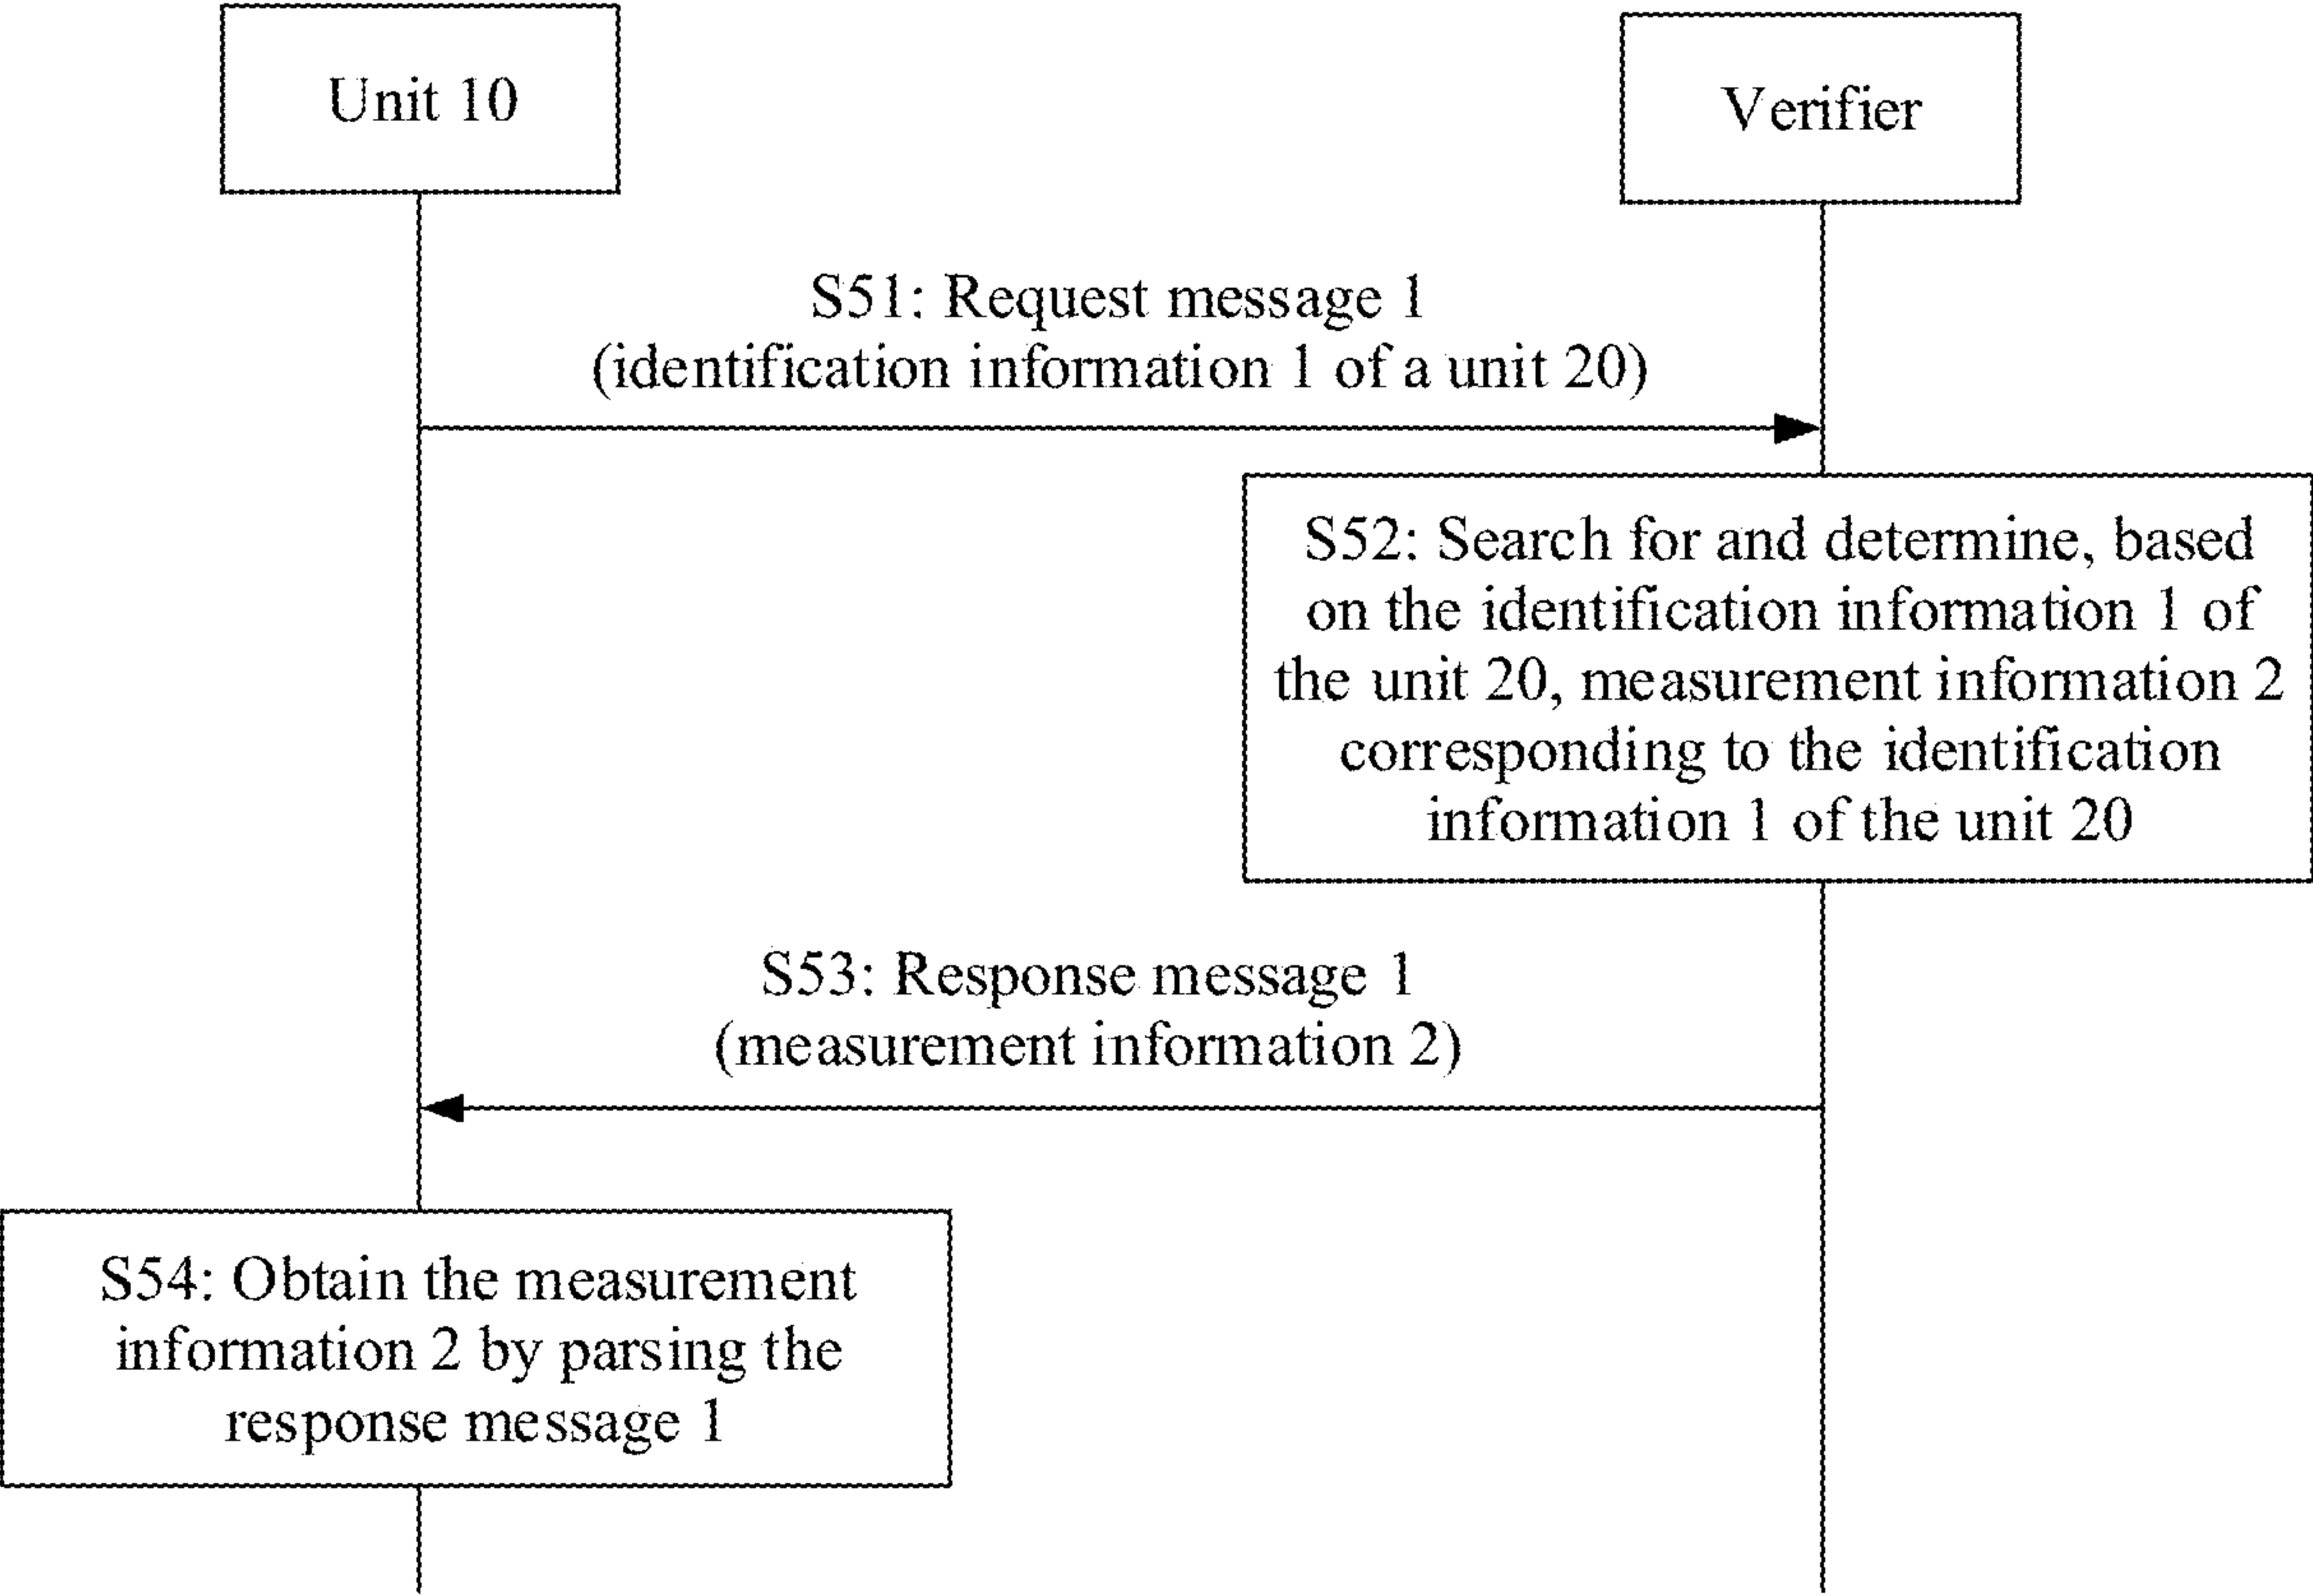 Unit 10
Verifier
S51: Request message 1
(identification information 1 of a unit 20)
S52: Search for and determine, based
on the identification information 1 of
the unit 20, measurement information 2
corresponding to the identification
information 1 of the unit 20
S53: Response message 1
(measurement information 2)
S54: Obtain the measurement
information 2 by parsing the
response message 1